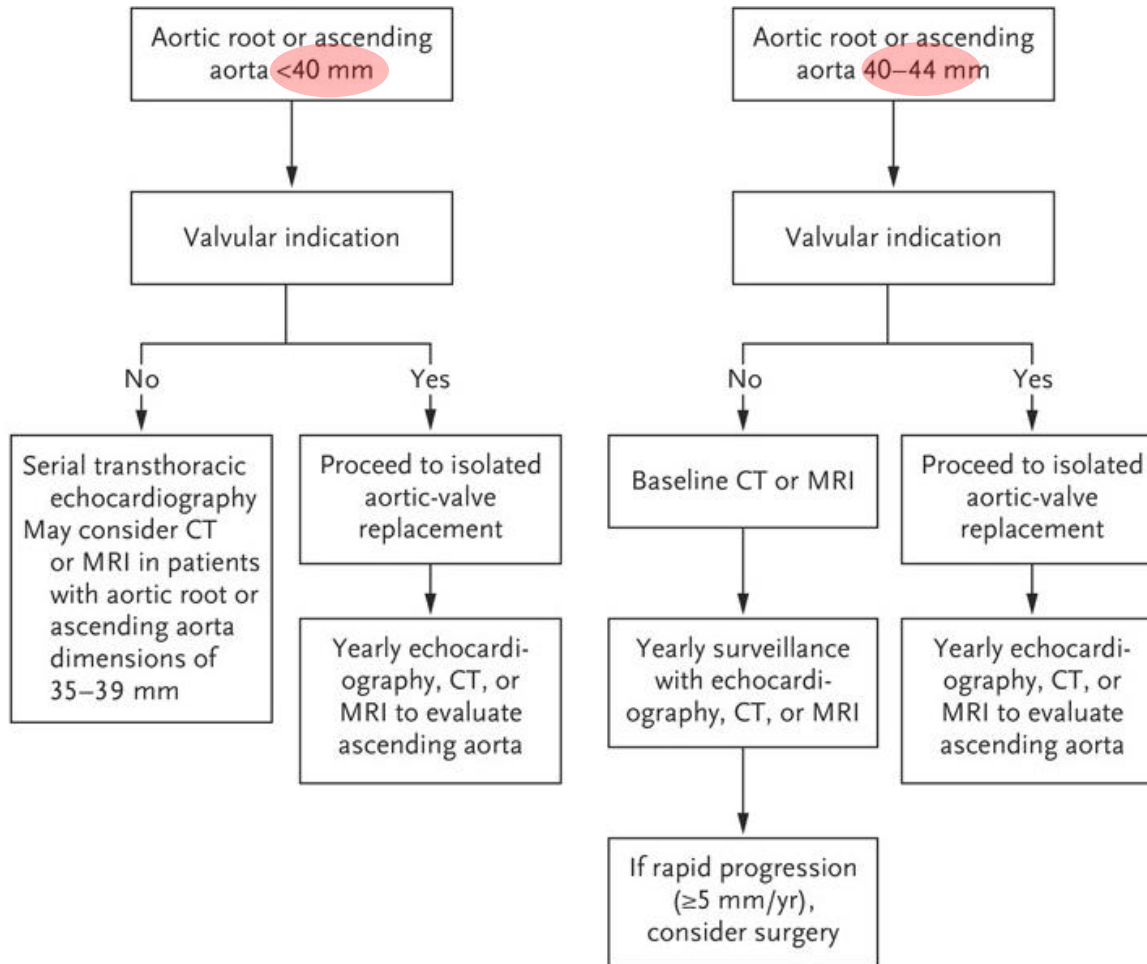 Aortic root or ascending
aorta <40 mm
Valvular indication
No
Yes
Serial transthoracic
echocardiography
May consider CT
or MRI in patients
with aortic root or
ascending aorta
dimensions of
35–39 mm
Proceed to isolated
aortic-valve
replacement
Yearly echocardi-
ography, CT, or
MRI to evaluate
ascending aorta
Aortic root or ascending
aorta 40–44 mm
Valvular indication
No
Yes
Baseline CT or MRI
Yearly surveillance
with echocardi-
ography, CT, or MRI
If rapid progression
(≥5 mm/yr),
consider surgery
Proceed to isolated
aortic-valve
replacement
Yearly echocardi-
ography, CT, or
MRI to evaluate
ascending aorta